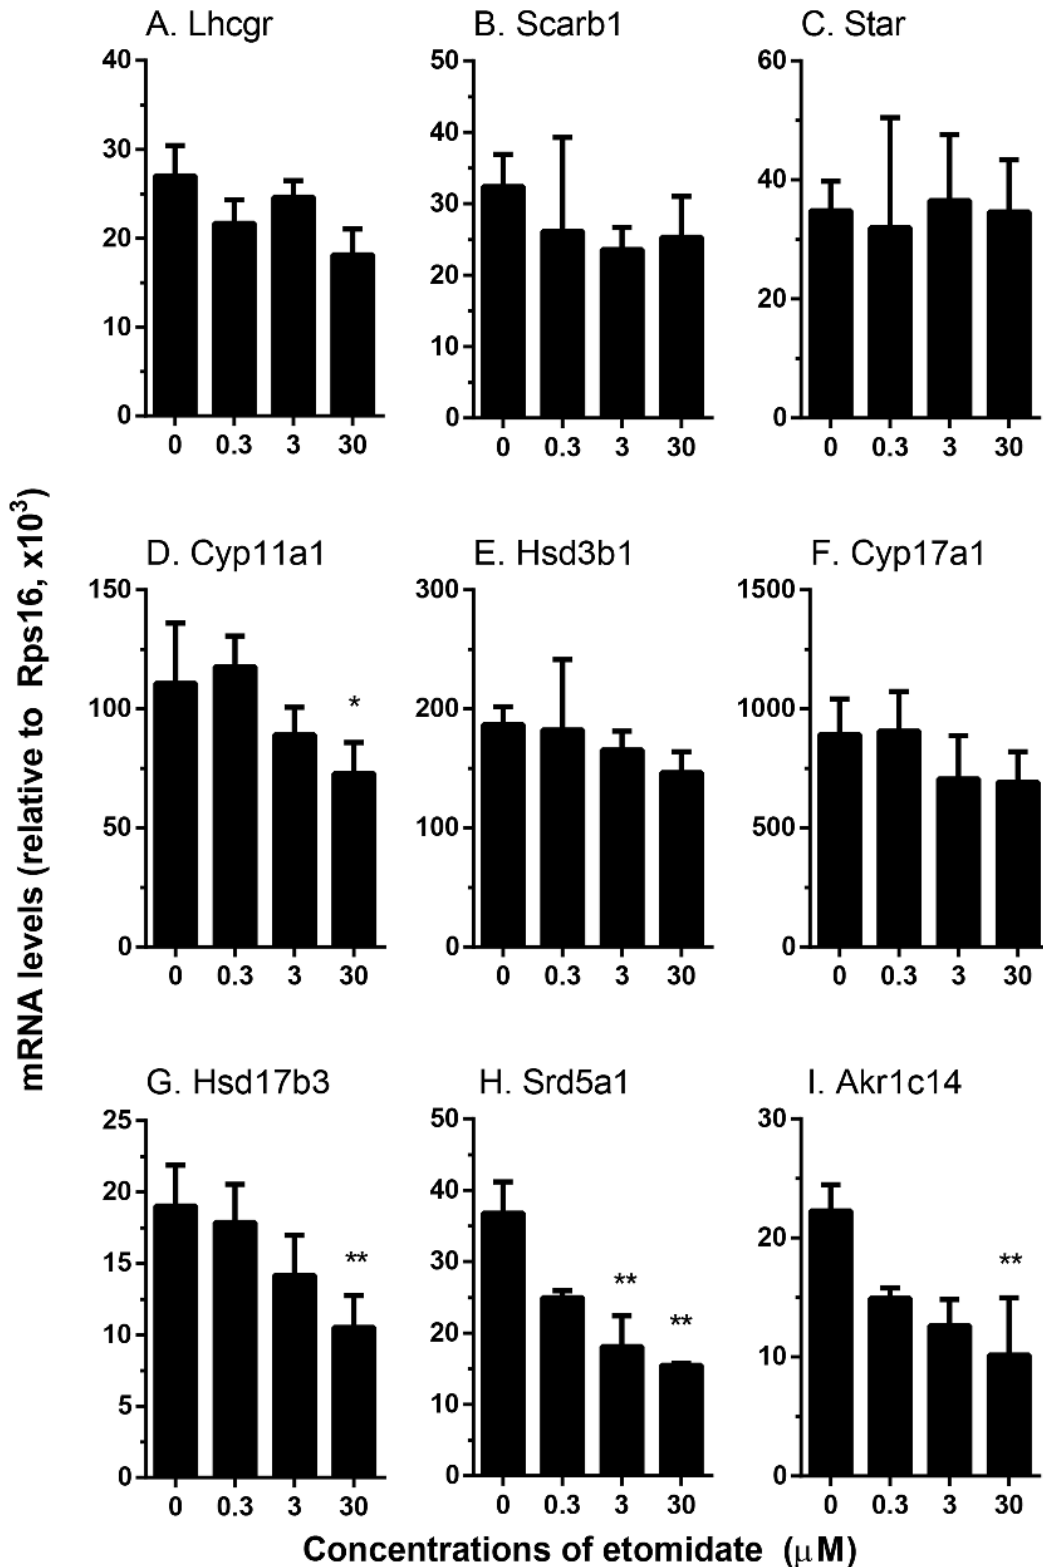 A. Lhcgr
40
30
20
10
0
0 0.3 3 30
B. Scarb1
50
40
30
20
10
0
0 0.3 3 30
C. Star
60
40
20
0
0 0.3 3 30
mRNA levels (relative to Rps16, x10³)
D. Cyp11a1
150
100
50
0
*
0 0.3 3 30
E. Hsd3b1
300
200
100
0
0 0.3 3 30
F. Cyp17a1
1500
1000
500
0
0 0.3 3 30
G. Hsd17b3
25
20
15
10
5
0
**
0 0.3 3 30
H. Srd5a1
50
40
30
20
10
0
**
**
0 0.3 3 30
I. Akr1c14
30
20
10
0
**
0 0.3 3 30
Concentrations of etomidate (μM)